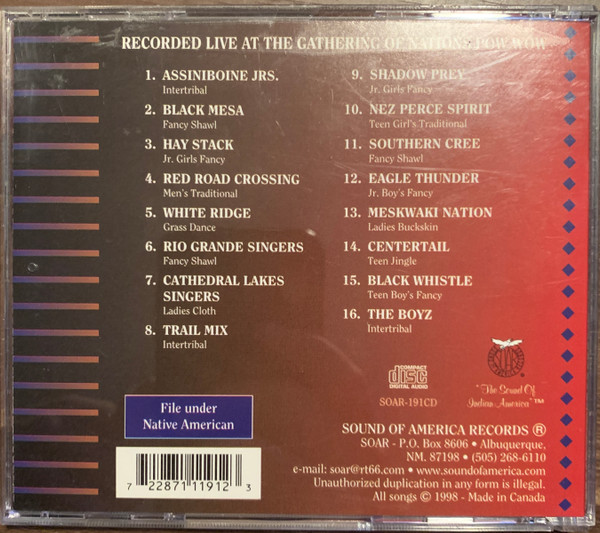 RECORDED LIVE AT THE GATHERING OF NATIONS POW WOW
1. ASSINIBOINE JRS.
Intertribal
2. BLACK MESA
Fancy Shawl
3. HAY STACK
Jr. Girls Fancy
4. RED ROAD CROSSING
Men's Traditional
5. WHITE RIDGE
Grass Dance
6. RIO GRANDE SINGERS
Fancy Shawl
7. CATHEDRAL LAKES
SINGERS
Ladies Cloth
8. TRAIL MIX
Intertribal
9. SHADOW PREY
Jr. Girls Fancy
10. NEZ PERCE SPIRIT
Teen Girl's Traditional
11. SOUTHERN CREE
Fancy Shawl
12. EAGLE THUNDER
Jr. Boy's Fancy
13. MESKWAKI NATION
Ladies Buckskin
14. CENTERTAIL
Teen Jingle
15. BLACK WHISTLE
Teen Boy's Fancy
16. THE BOYZ
Intertribal
COMPACT
disc
DIGITAL AUDIO
SOAR-191CD
SOAR
"The Sound Of
Indian America"™
File under
Native American
7 22871 11912 3
SOUND OF AMERICA RECORDS ®
SOAR - P.O. Box 8606 • Albuquerque,
NM. 87198 • (505) 268-6110
e-mail: soar@rt66.com • www.soundofamerica.com
Unauthorized duplication in any form is illegal.
All songs © 1998 - Made in Canada